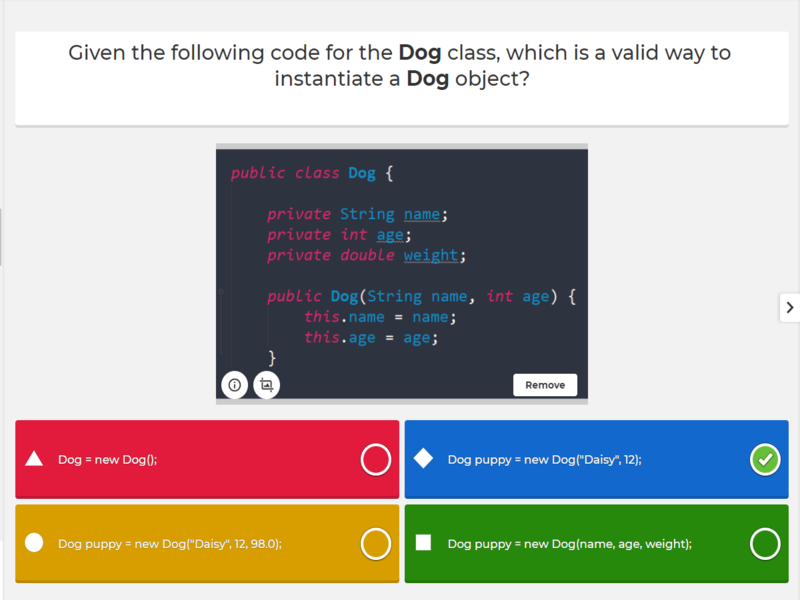 Given the following code for the Dog class, which is a valid way to
instantiate a Dog object?
public class Dog {
private String name;
private int age;
private double weight;
public Dog(String name, int age) {
this.name = name;
this.age = age;
}
Remove
Dog = new Dog();
Dog puppy = new Dog("Daisy", 12);
Dog puppy = new Dog("Daisy", 12, 98.0);
Dog puppy = new Dog(name, age, weight);